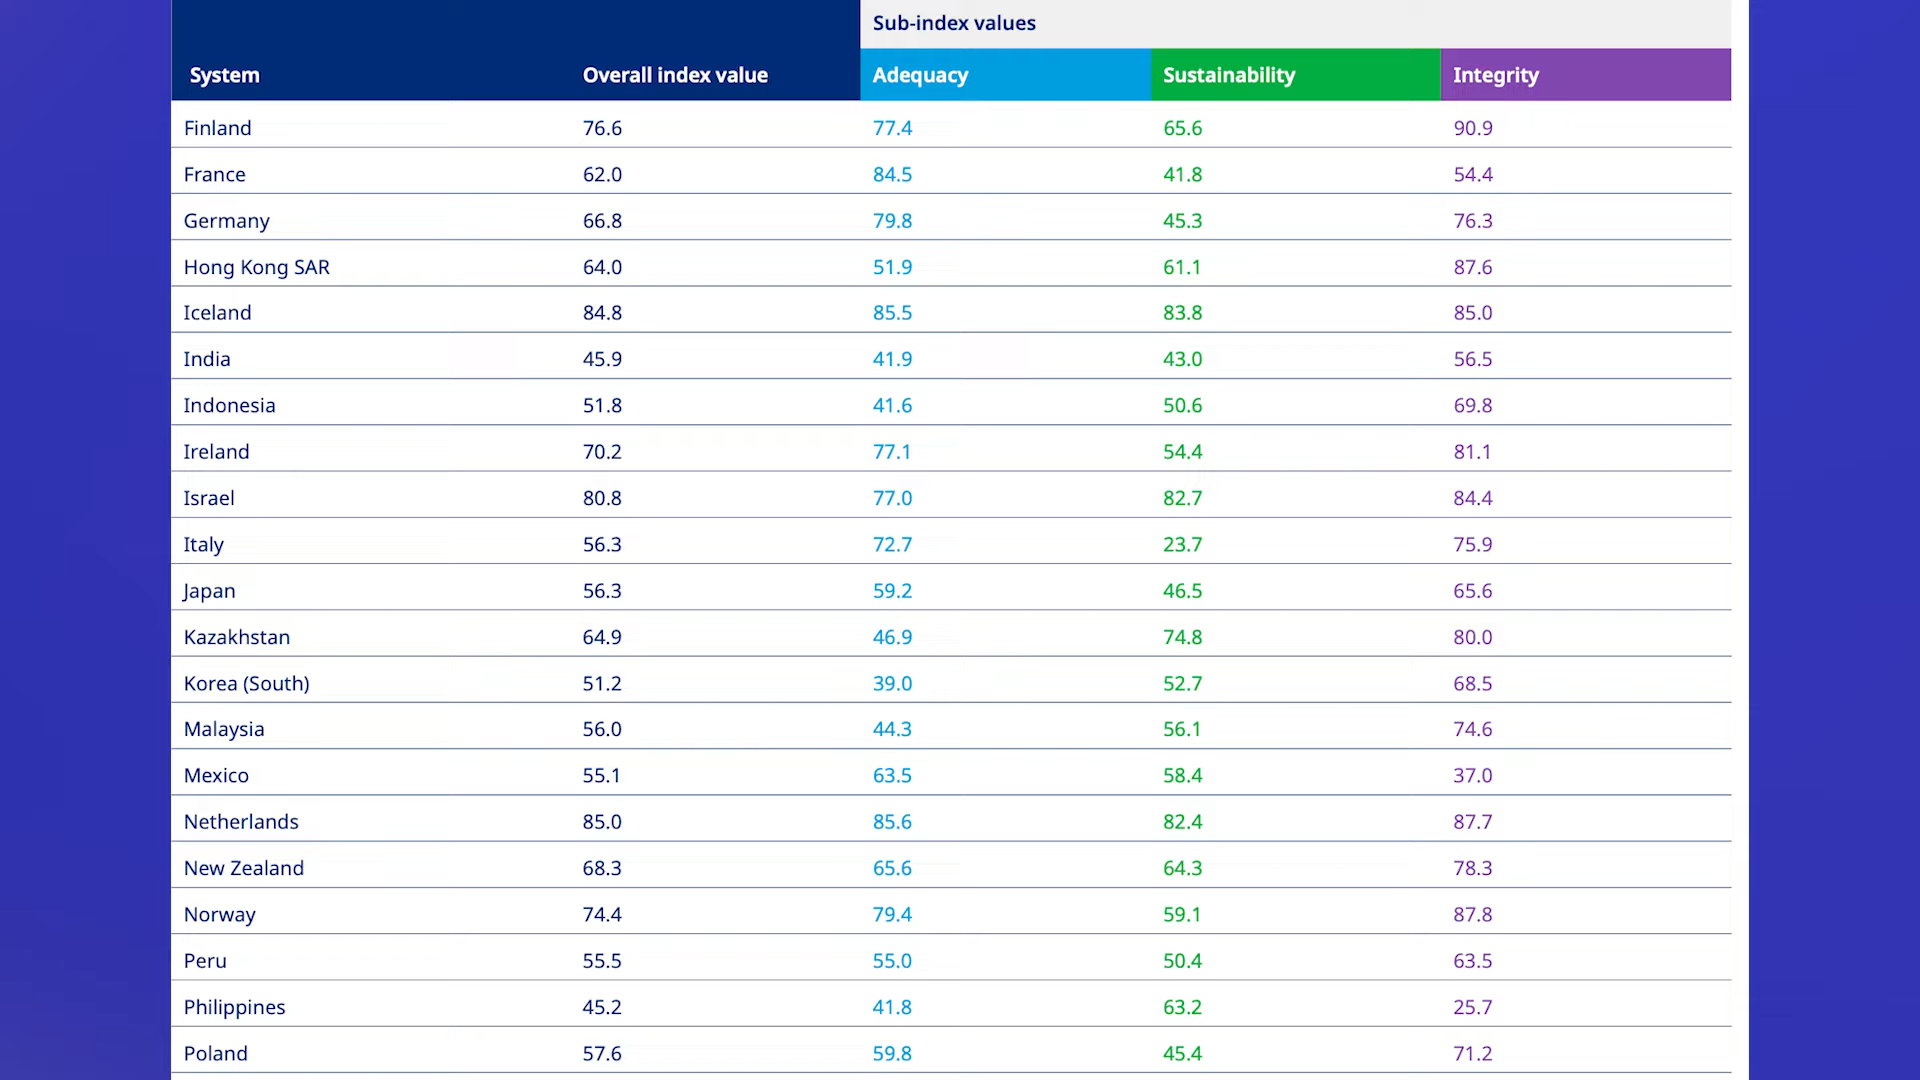 Sub-index values
System Overall index value Adequacy Sustainability Integrity
Finland 76.6 77.4 65.6 90.9
France 62.0 84.5 41.8 54.4
Germany 66.8 79.8 45.3 76.3
Hong Kong SAR 64.0 51.9 61.1 87.6
Iceland 84.8 85.5 83.8 85.0
India 45.9 41.9 43.0 56.5
Indonesia 51.8 41.6 50.6 69.8
Ireland 70.2 77.1 54.4 81.1
Israel 80.8 77.0 82.7 84.4
Italy 56.3 72.7 23.7 75.9
Japan 56.3 59.2 46.5 65.6
Kazakhstan 64.9 46.9 74.8 80.0
Korea (South) 51.2 39.0 52.7 68.5
Malaysia 56.0 44.3 56.1 74.6
Mexico 55.1 63.5 58.4 37.0
Netherlands 85.0 85.6 82.4 87.7
New Zealand 68.3 65.6 64.3 78.3
Norway 74.4 79.4 59.1 87.8
Peru 55.5 55.0 50.4 63.5
Philippines 45.2 41.8 63.2 25.7
Poland 57.6 59.8 45.4 71.2